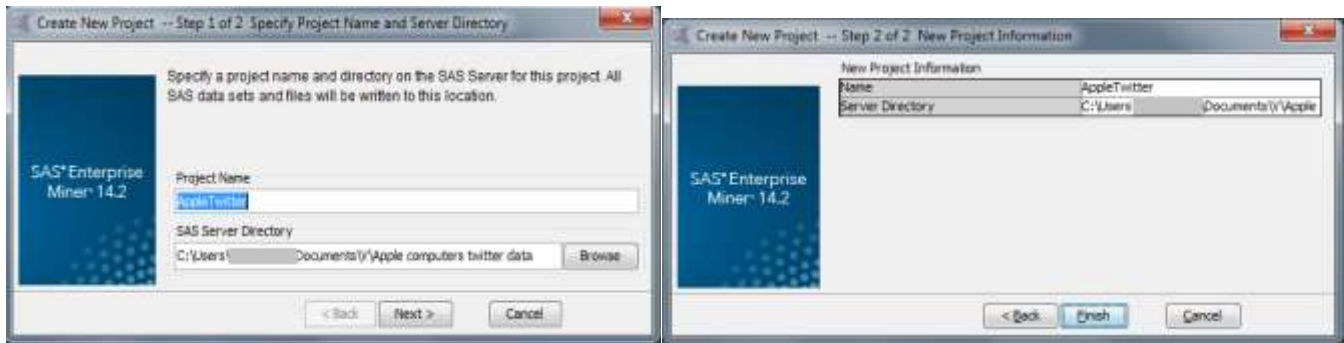 Create New Project -- Step 1 of 2 Specify Project Name and Server Directory
Specify a project name and directory on the SAS Server for this project. All
SAS data sets and files will be written to this location.
SAS® Enterprise
Miner™ 14.2
Project Name
AppleTwitter
SAS Server Directory
C:\Users\ Documents\r\Apple computers twitter data
Browse
< Back
Next >
Cancel
Create New Project -- Step 2 of 2 New Project Information
New Project Information
Name AppleTwitter
Server Directory C:\Users \Documents\r\Apple
SAS® Enterprise
Miner™ 14.2
< Back
Finish
Cancel